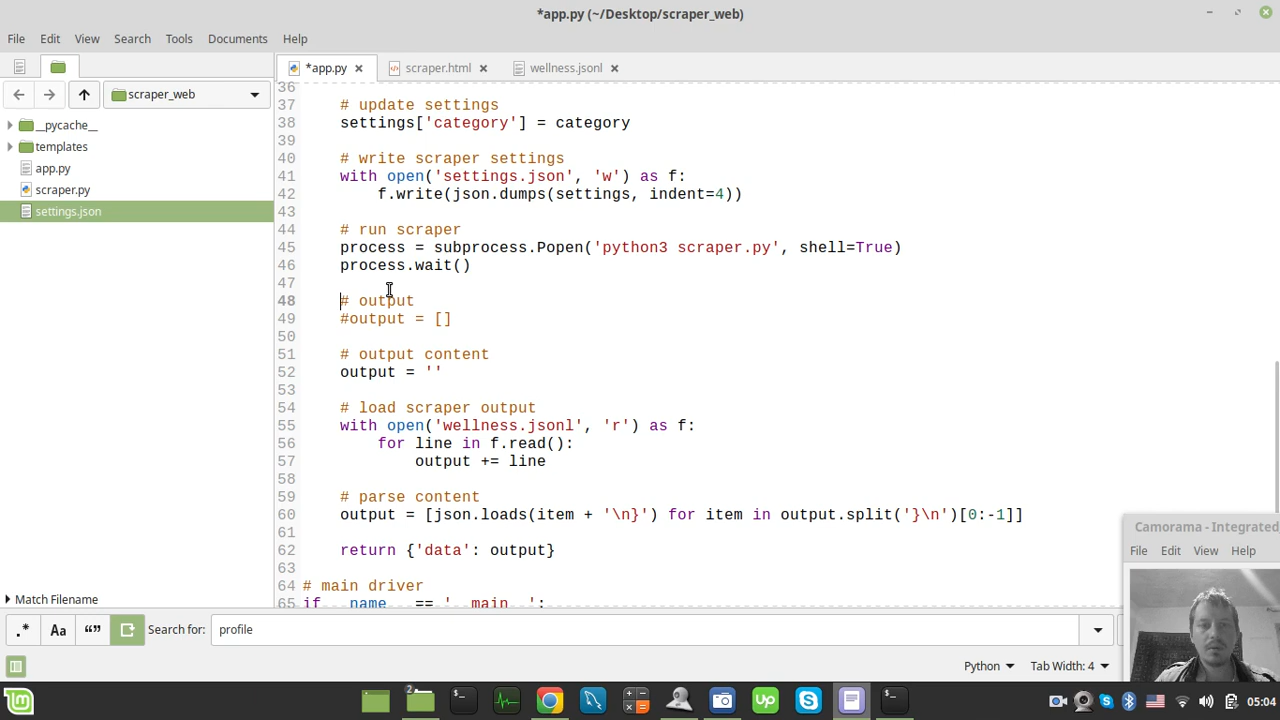 *app.py (~/Desktop/scraper_web)
File Edit View Search Tools Documents Help
scraper_web
__pycache__
templates
app.py
scraper.py
settings.json
Match Filename
*app.py scraper.html wellness.jsonl
36
37 # update settings
38 settings['category'] = category
39
40 # write scraper settings
41 with open('settings.json', 'w') as f:
42 f.write(json.dumps(settings, indent=4))
43
44 # run scraper
45 process = subprocess.Popen('python3 scraper.py', shell=True)
46 process.wait()
47
48 # output
49 #output = []
50
51 # output content
52 output = ''
53
54 # load scraper output
55 with open('wellness.jsonl', 'r') as f:
56 for line in f.read():
57 output += line
58
59 # parse content
60 output = [json.loads(item + '\n}') for item in output.split('}\n')[0:-1]]
61
62 return {'data': output}
63
64 # main driver
65 if __name__ == '__main__':
Camorama - Integrated
File Edit View Help
.* Aa “” Search for: profile
Python Tab Width: 4
2 up 05:04